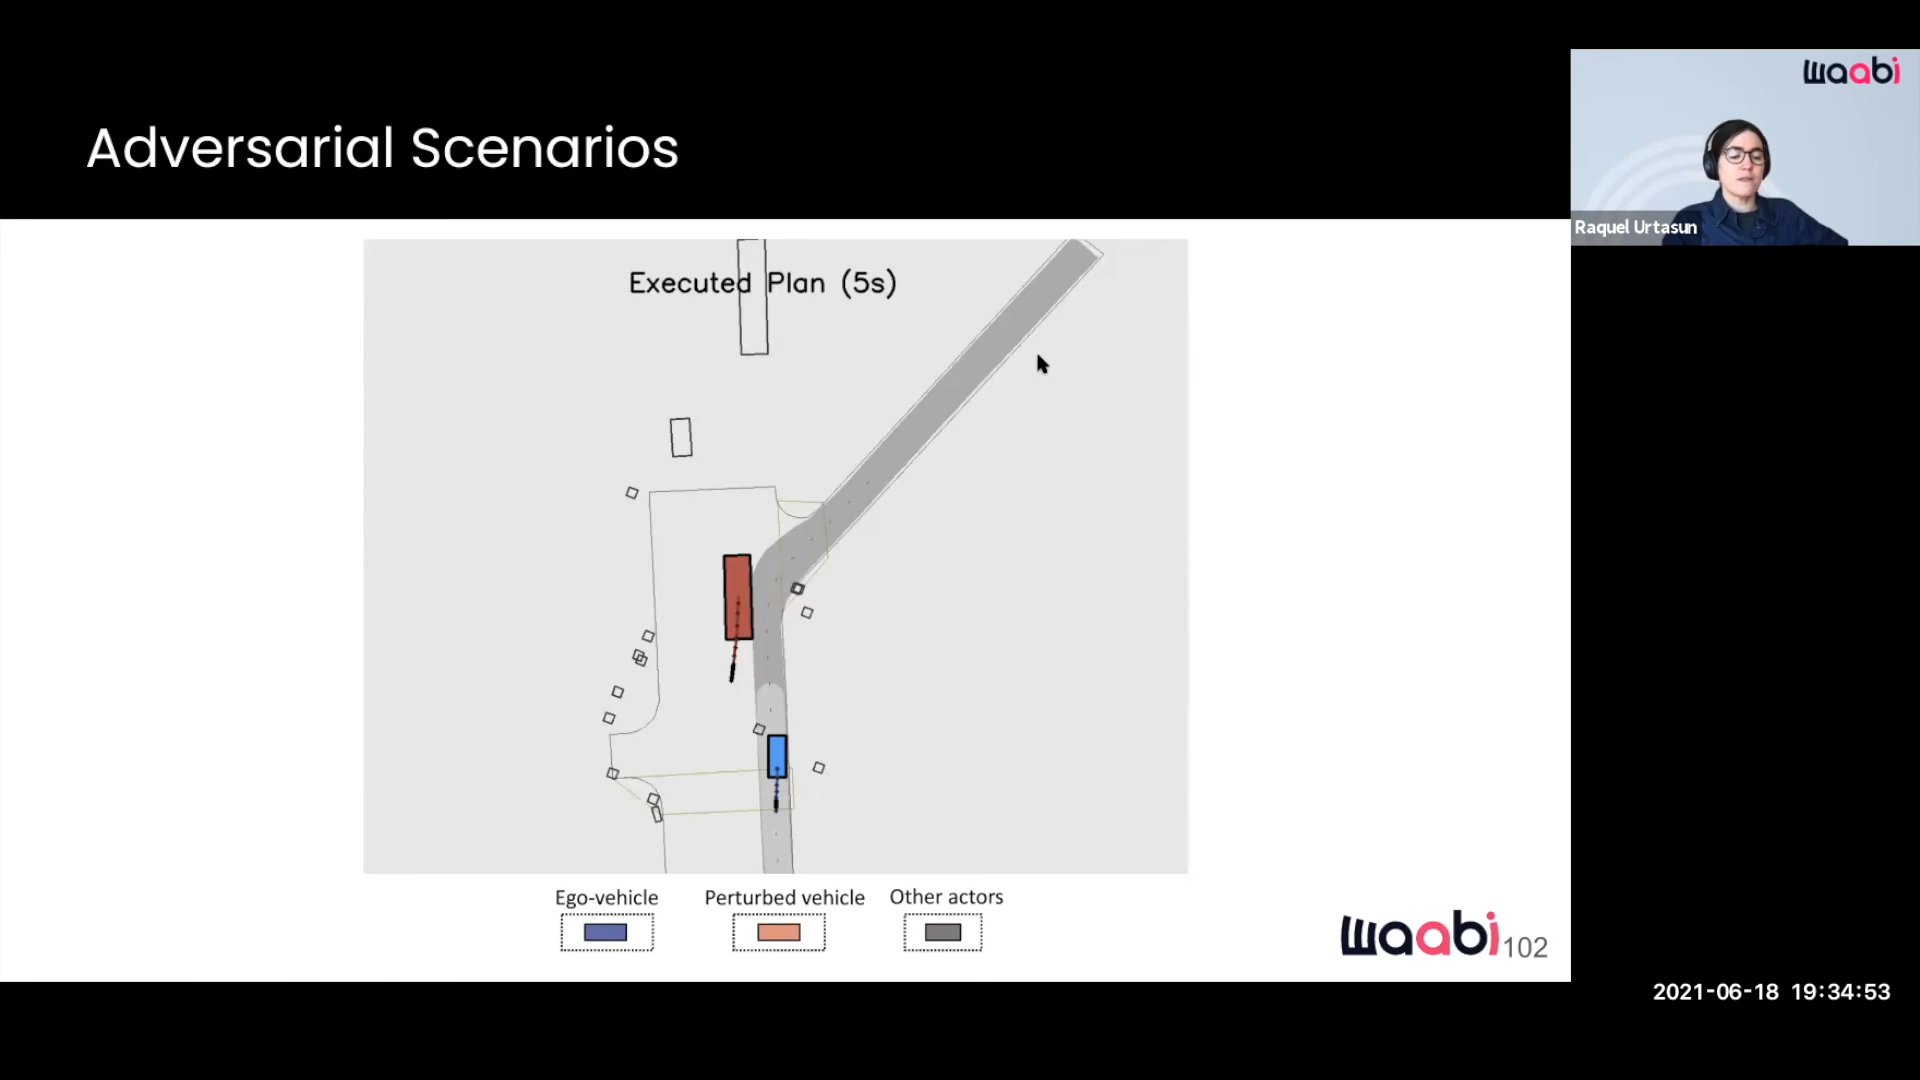 waabi
Adversarial Scenarios
Raquel Urtasun
Executed Plan (5s)
Ego-vehicle Perturbed vehicle Other actors
waabi 102
2021-06-18 19:34:53